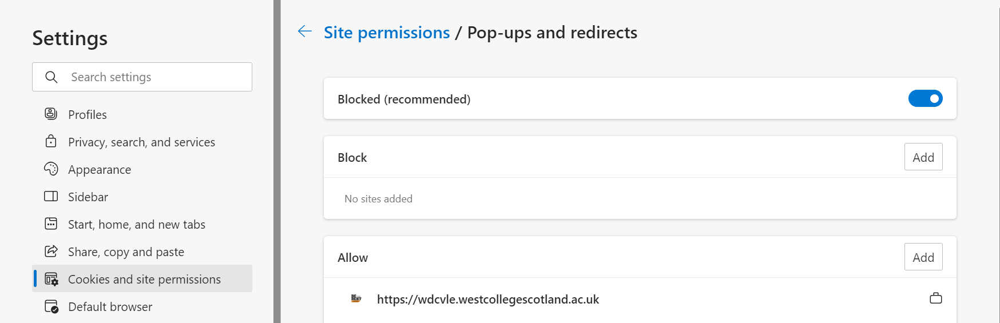 Settings
Search settings
Profiles
Privacy, search, and services
Appearance
Sidebar
Start, home, and new tabs
Share, copy and paste
Cookies and site permissions
Default browser
Site permissions / Pop-ups and redirects
Blocked (recommended)
Block
Add
No sites added
Allow
Add
BE
BEST
https://wdcvle.westcollegescotland.ac.uk